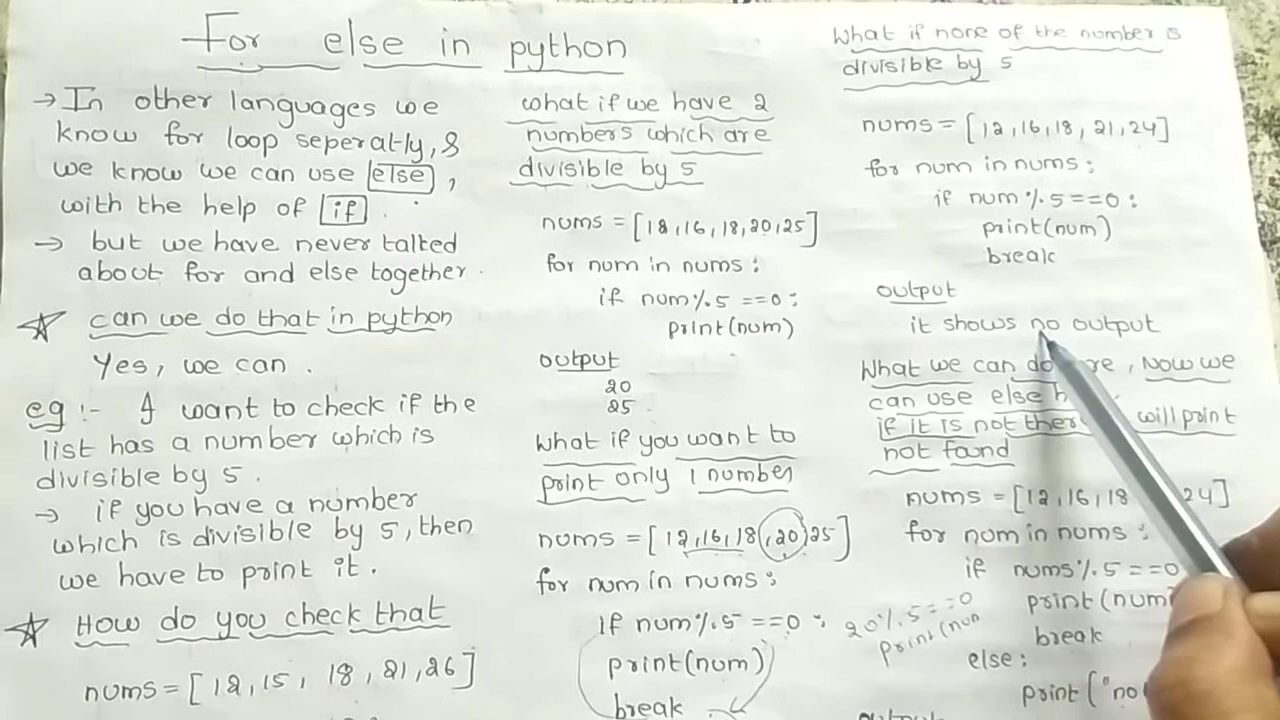 For else in python
→ In other languages we
know for loop seperatly, &
we know we can use else,
with the help of if.
→ but we have never talked
about for and else together.
☆ can we do that in python
Yes, we can.
eg :- I want to check if the
list has a number which is
divisible by 5.
→ if you have a number
which is divisible by 5, then
we have to print it.
☆ How do you check that
nums = [12, 15, 18, 21, 26]
what if we have 2
numbers which are
divisible by 5
nums = [12,16,18,20,25]
for num in nums:
if num%5 ==0:
print(num)
output
20
25
what if you want to
print only 1 number
nums = [12,16,18,20,25]
for num in nums:
if num%5 ==0:
print(num)
break
20%5==0
print(num
What if none of the number is
divisible by 5
nums = [12,16,18,21,24]
for num in nums:
if num%5==0:
print(num)
break
output
it shows no output
What we can do, Now we
can use else
if it is not will print
not found
nums = [12,16,18 24]
for num in nums:
if nums%5==0
print(num)
break
else:
print("no
output